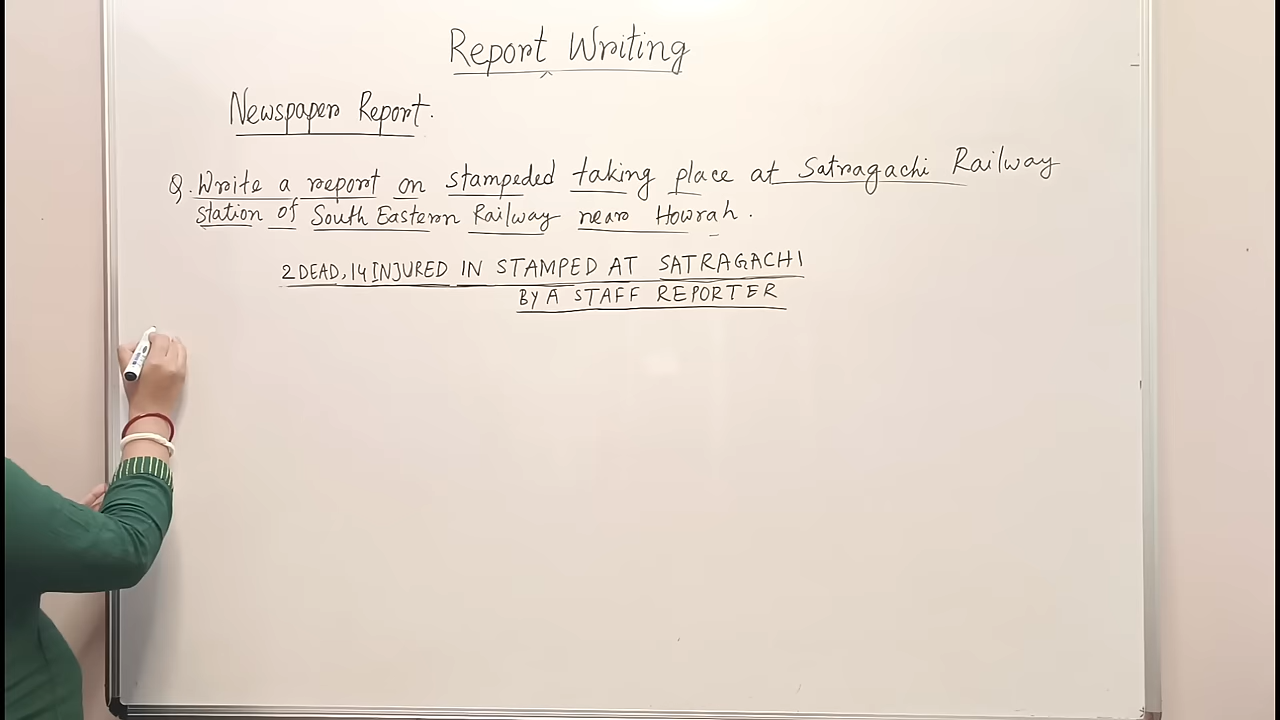 Report Writing
Newspaper Report.
Q. Write a report on stampeded taking place at Satragachi Railway
station of South Eastern Railway near Howrah.
2 DEAD, 14 INJURED IN STAMPED AT SATRAGACHI
BY A STAFF REPORTER